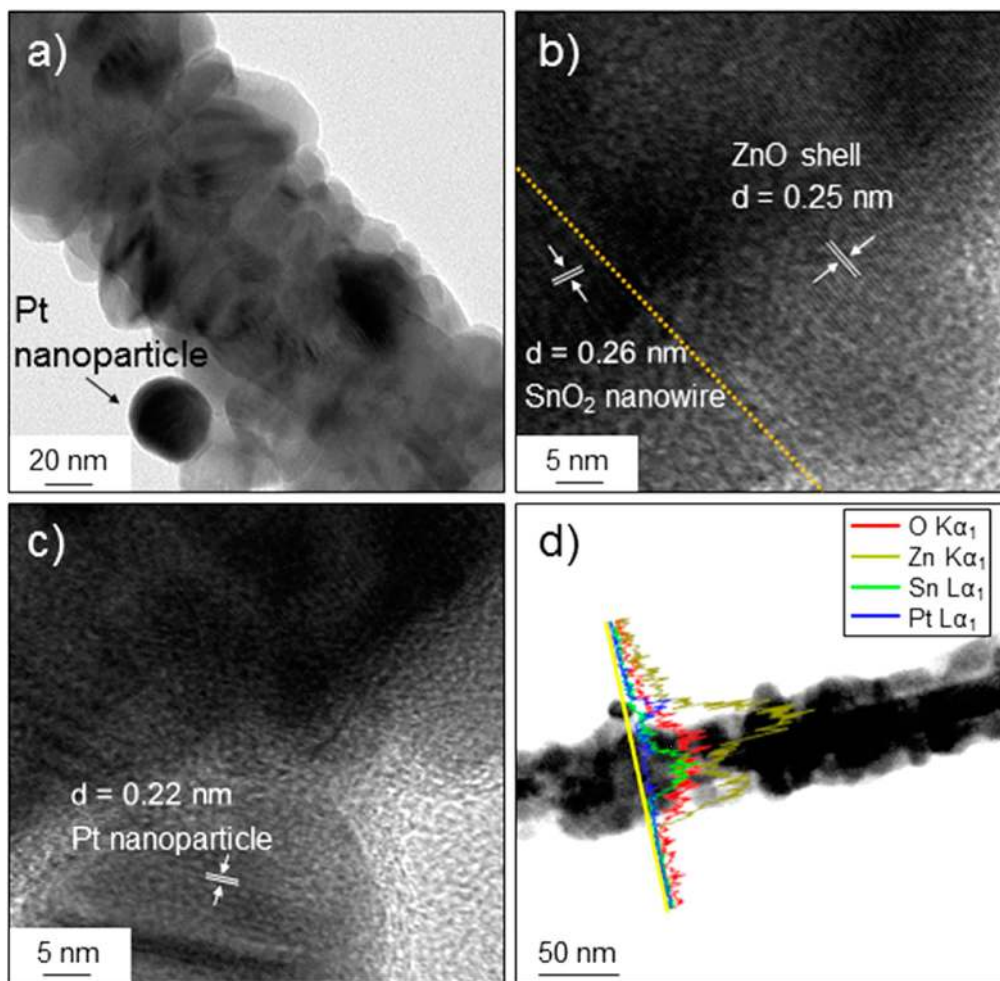 a)
Pt
nanoparticle
20 nm
b)
ZnO shell
d = 0.25 nm
d = 0.26 nm
SnO₂ nanowire
5 nm
c)
d = 0.22 nm
Pt nanoparticle
5 nm
d)
O Kα₁
Zn Kα₁
Sn Lα₁
Pt Lα₁
50 nm